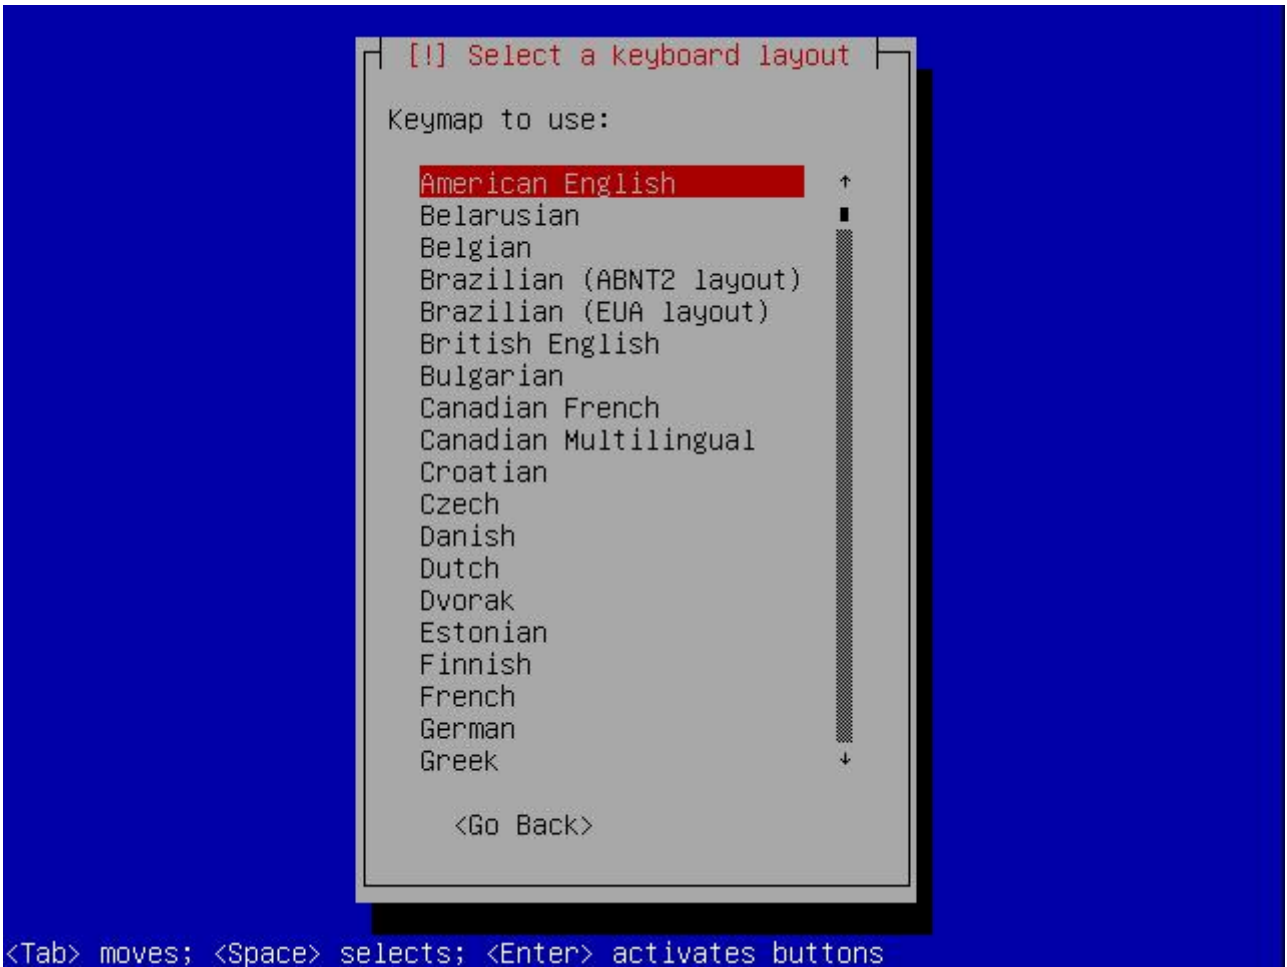 [!] Select a keyboard layout
Keymap to use:
American English
Belarusian
Belgian
Brazilian (ABNT2 layout)
Brazilian (EUA layout)
British English
Bulgarian
Canadian French
Canadian Multilingual
Croatian
Czech
Danish
Dutch
Dvorak
Estonian
Finnish
French
German
Greek
<Go Back>
<Tab> moves; <Space> selects; <Enter> activates buttons